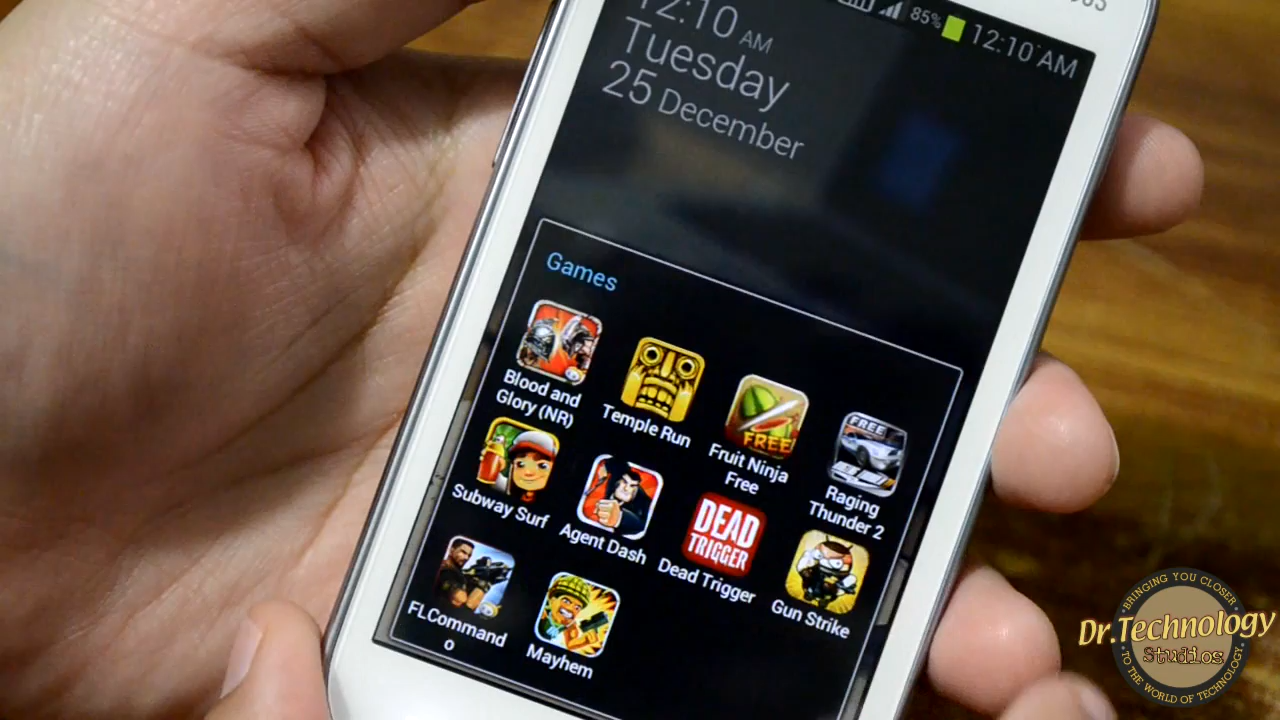 85% 12:10 AM
12:10 AM
Tuesday
25 December
Games
Blood and
Glory (NR)
Temple Run
Fruit Ninja
Free
Raging
Thunder 2
FREE
FREE
Subway Surf
Agent Dash
Dead Trigger
Gun Strike
DEAD
TRIGGER
FLCommand
o
Mayhem
BRINGING YOU CLOSER
Dr.Technology
Studios
TO THE WORLD OF TECHNOLOGY